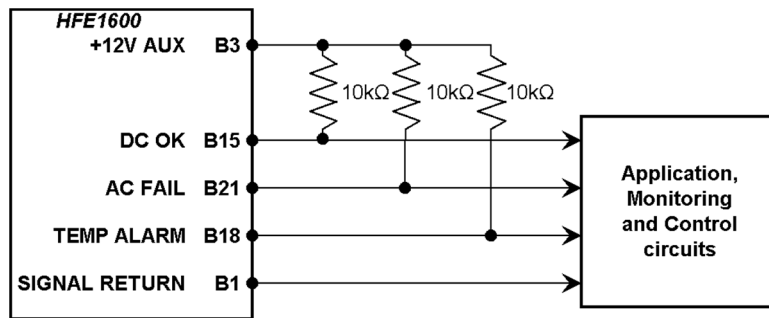 HFE1600
+12V AUX B3
10kΩ 10kΩ 10kΩ
DC OK B15
AC FAIL B21
TEMP ALARM B18
SIGNAL RETURN B1
Application,
Monitoring
and Control
circuits